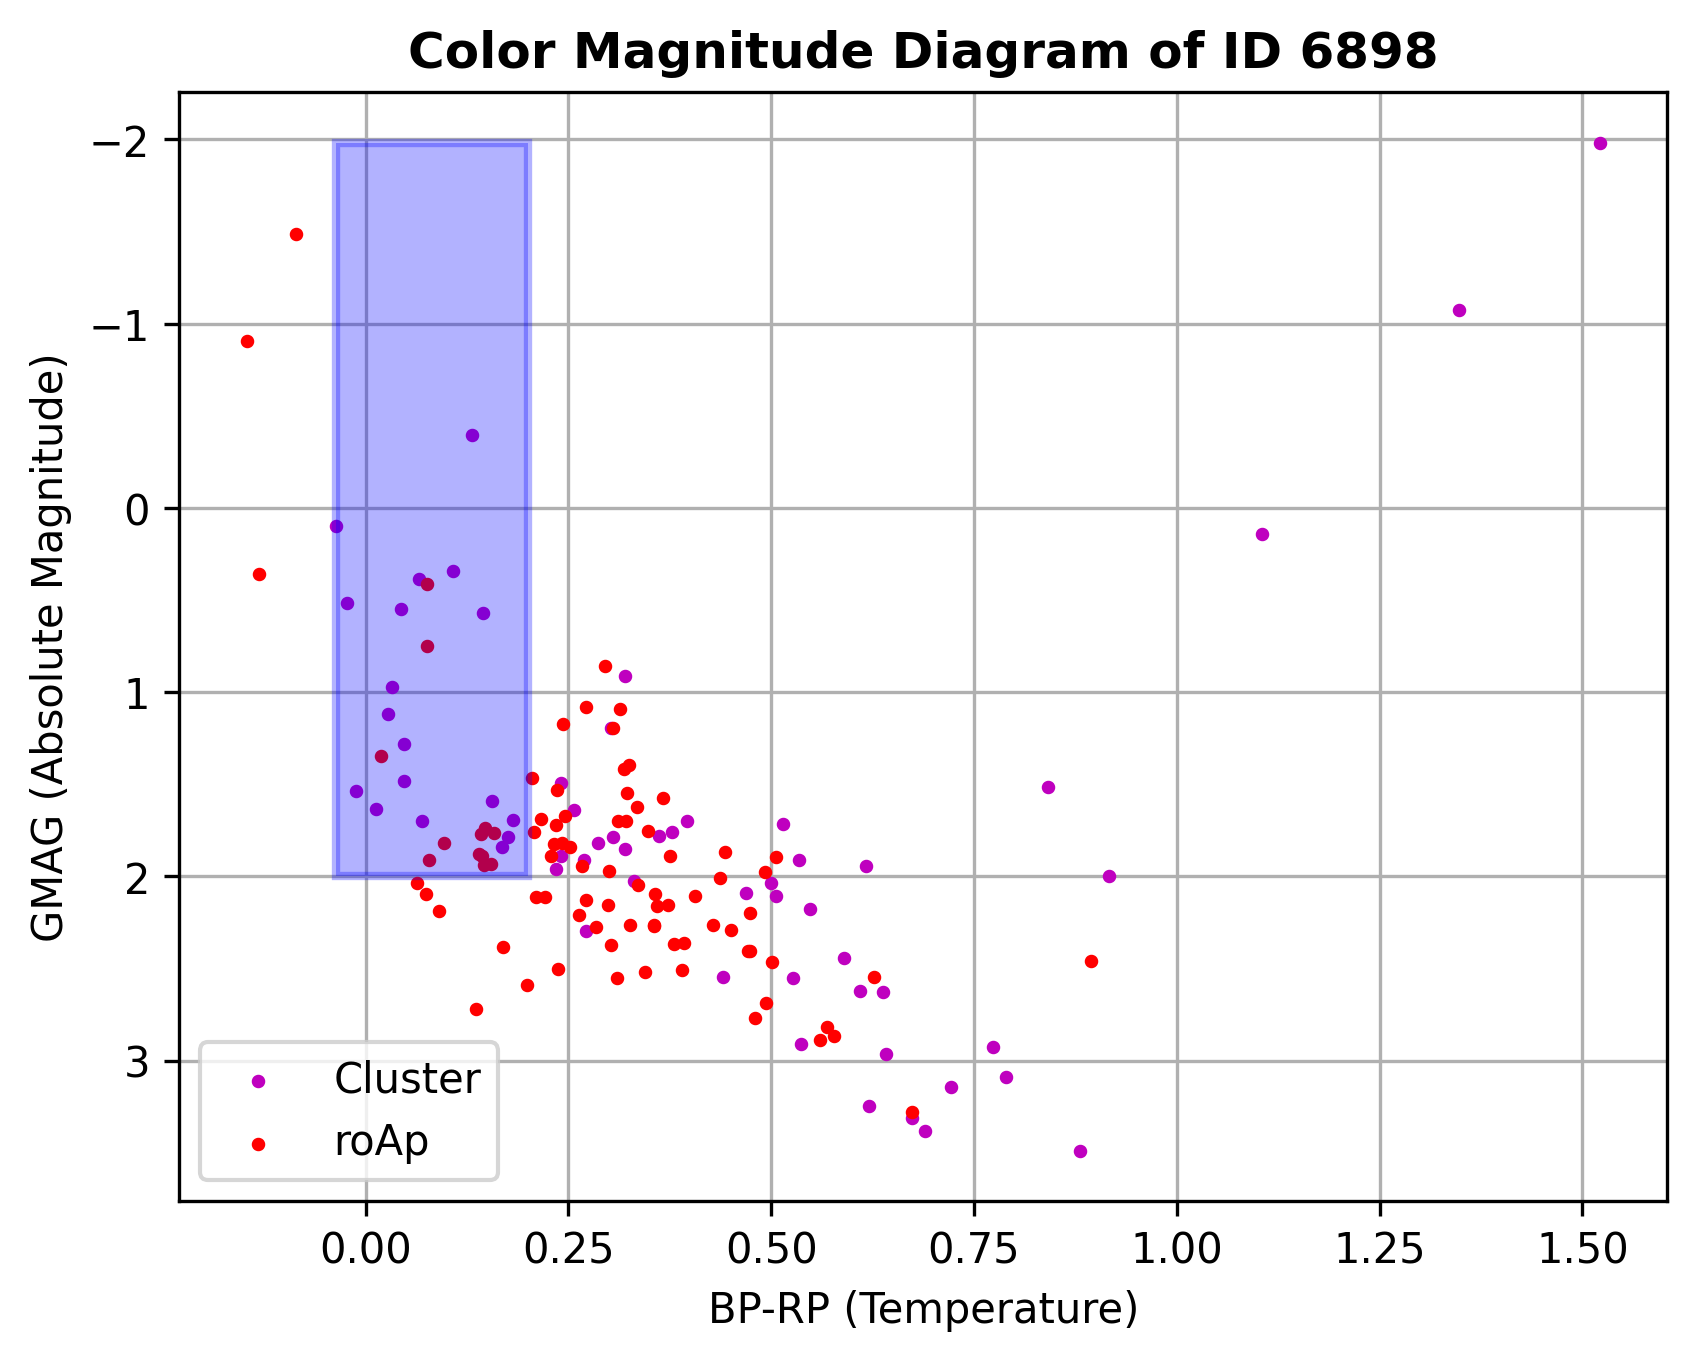 Color Magnitude Diagram of ID 6898
GMAG (Absolute Magnitude)
−2
−1
0
1
2
3
Cluster
roAp
0.00 0.25 0.50 0.75 1.00 1.25 1.50
BP-RP (Temperature)